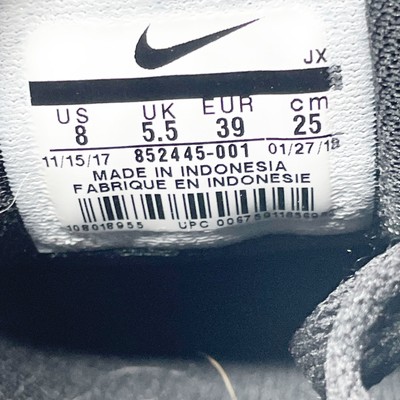 JX
US UK EUR cm
8 5.5 39 25
11/15/17 852445-001 01/27/18
MADE IN INDONESIA
FABRIQUE EN INDONESIE
UPC